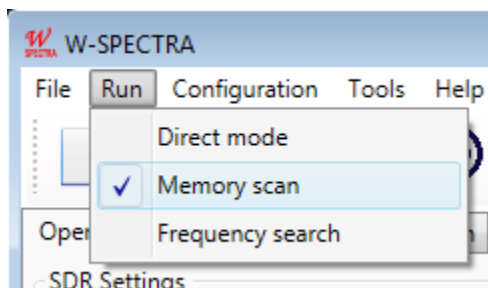 W-SPECTRA
File Run Configuration Tools Help
Direct mode
Memory scan
Frequency search
SDR Settings